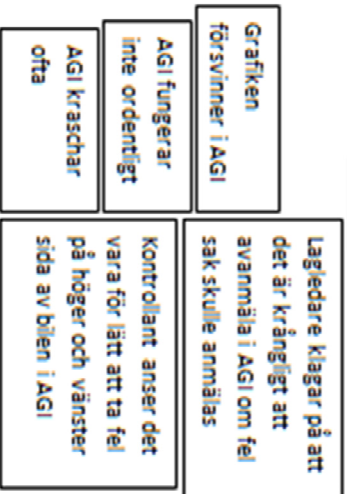 Grafiken
försvinner i AGI
AGI fungerar
inte ordentligt
AGI kraschar
ofta
Lagledare klagar på att
det är krångligt att
avanmäla i AGI om fel
sak skulle anmälas
Kontrollant anser det
vara för lätt att ta fel
på höger och vänster
sida av bilen i AGI